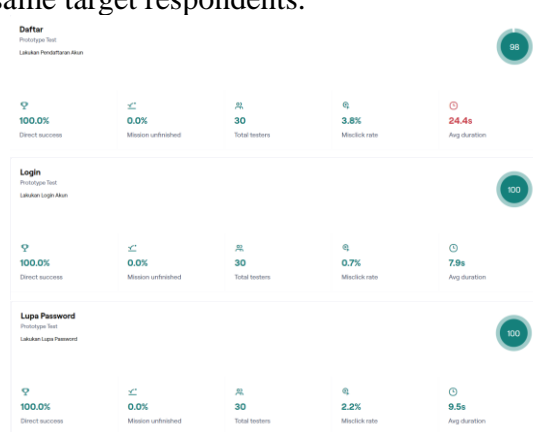 same target respondents.
Daftar
Prototype Test
Lakukan Pendaftaran Akun
98
100.0% 0.0% 30 3.8% 24.4s
Direct success Mission unfinished Total testers Misclick rate Avg duration
Login
Prototype Test
Lakukan Login Akun
100
100.0% 0.0% 30 0.7% 7.9s
Direct success Mission unfinished Total testers Misclick rate Avg duration
Lupa Password
Prototype Test
Lakukan Lupa Password
100
100.0% 0.0% 30 2.2% 9.5s
Direct success Mission unfinished Total testers Misclick rate Avg duration